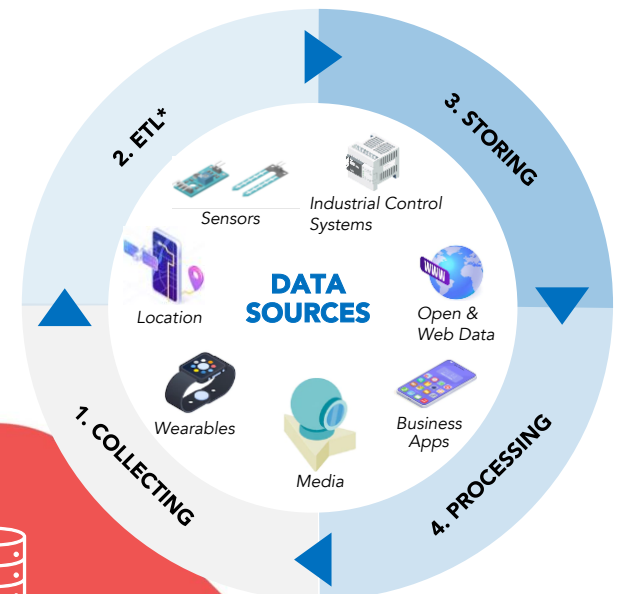 2. ETL*
3. STORING
Sensors
Industrial Control
Systems
Location
DATA
SOURCES
WWW
Open &
Web Data
Wearables
Media
Business
Apps
1. COLLECTING
4. PROCESSING